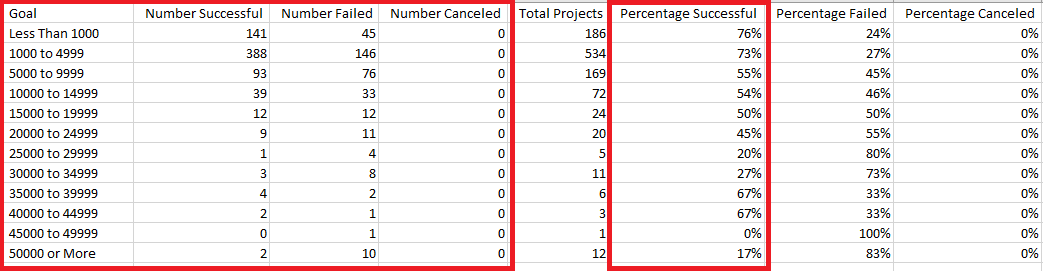 Goal Number Successful Number Failed Number Canceled Total Projects Percentage Successful Percentage Failed Percentage Canceled
Less Than 1000 141 45 0 186 76% 24% 0%
1000 to 4999 388 146 0 534 73% 27% 0%
5000 to 9999 93 76 0 169 55% 45% 0%
10000 to 14999 39 33 0 72 54% 46% 0%
15000 to 19999 12 12 0 24 50% 50% 0%
20000 to 24999 9 11 0 20 45% 55% 0%
25000 to 29999 1 4 0 5 20% 80% 0%
30000 to 34999 3 8 0 11 27% 73% 0%
35000 to 39999 4 2 0 6 67% 33% 0%
40000 to 44999 2 1 0 3 67% 33% 0%
45000 to 49999 0 1 0 1 0% 100% 0%
50000 or More 2 10 0 12 17% 83% 0%